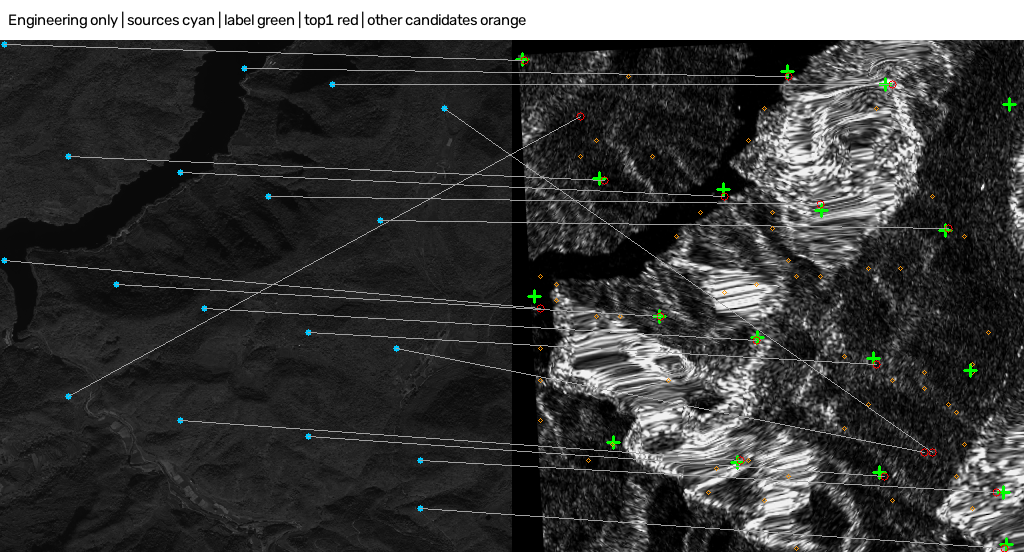 Engineering only | sources cyan | label green | top1 red | other candidates orange